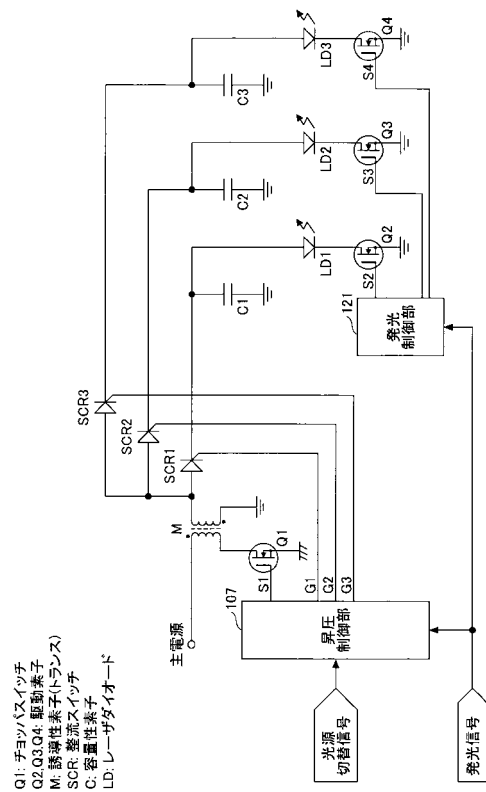 Q1: チョッパスイッチ
Q2,Q3,Q4: 駆動素子
M: 誘導性素子(トランス)
SCR: 整流スイッチ
C: 容量性素子
LD: レーザダイオード
SCR3
SCR2
SCR1
C3
C2
C1
LD3
LD2
LD1
S4
Q4
S3
Q3
S2
Q2
121
発光
制御部
主電源
M
Q1
S1
G1
G2
G3
107
昇圧
制御部
光源
切替信号
発光信号